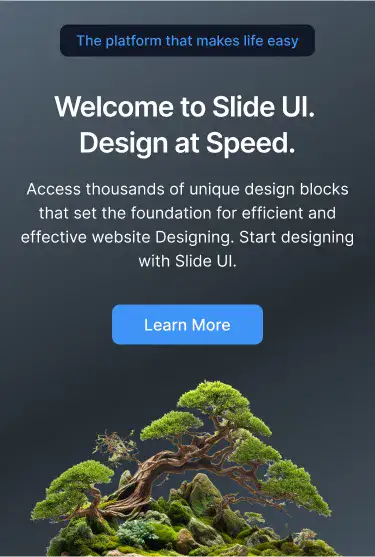 The platform that makes life easy
Welcome to Slide UI.
Design at Speed.
Access thousands of unique design blocks
that set the foundation for efficient and
effective website Designing. Start designing
with Slide UI.
Learn More